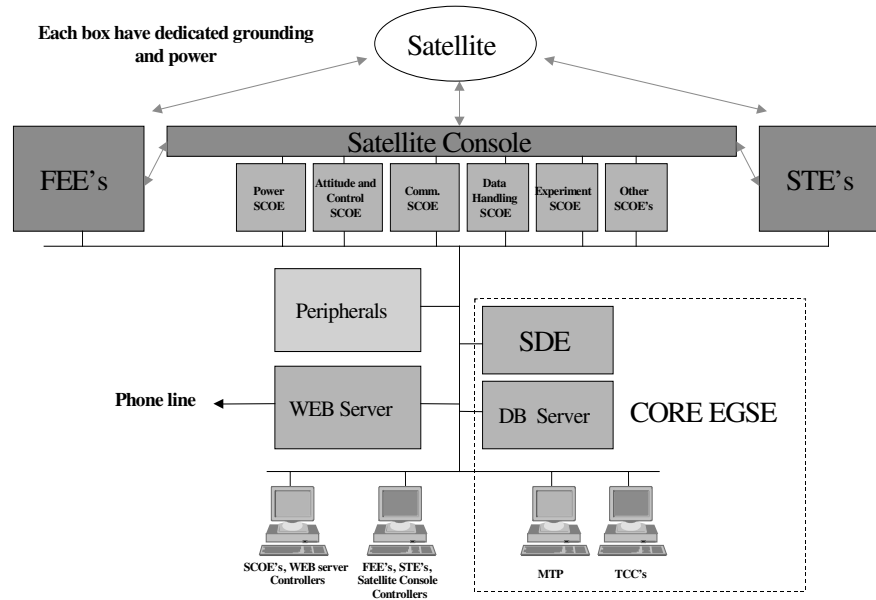 Each box have dedicated grounding
and power
Satellite
Satellite Console
FEE's
STE's
Power
SCOE
Attitude and
Control
SCOE
Comm.
SCOE
Data
Handling
SCOE
Experiment
SCOE
Other
SCOE's
Peripherals
SDE
Phone line
WEB Server
DB Server
CORE EGSE
SCOE's, WEB server
Controllers
FEE's, STE's,
Satellite Console
Controllers
MTP
TCC's